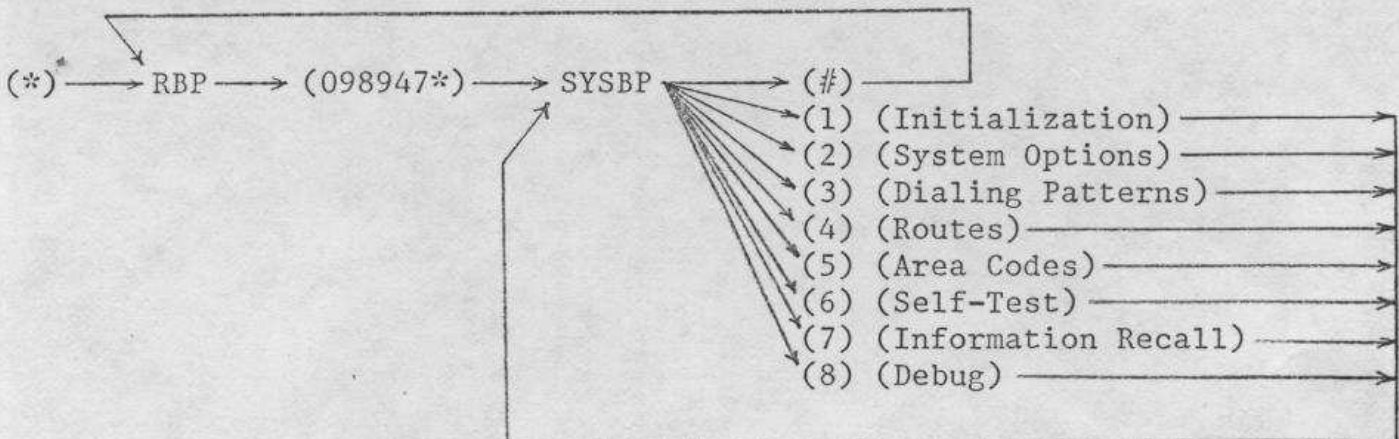 (*) RBP (098947*) SYSBP (#)
(1) (Initialization)
(2) (System Options)
(3) (Dialing Patterns)
(4) (Routes)
(5) (Area Codes)
(6) (Self-Test)
(7) (Information Recall)
(8) (Debug)